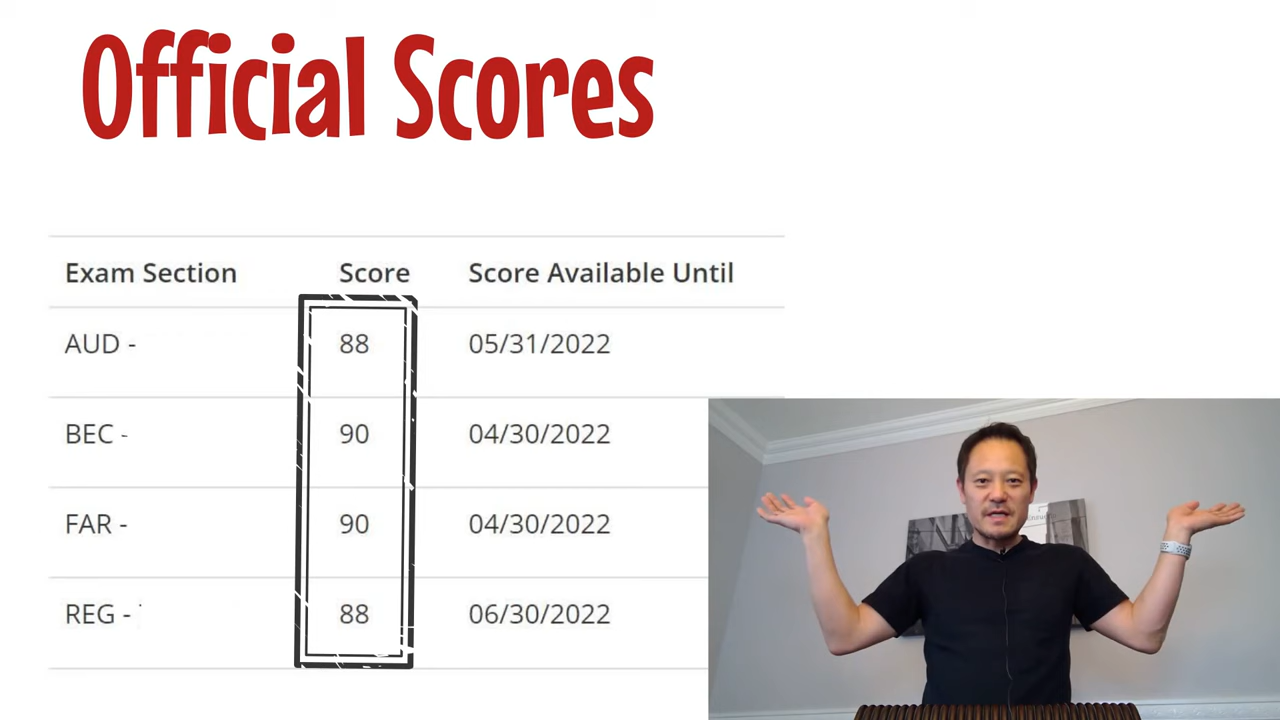 Official Scores
Exam Section Score Score Available Until
AUD - 88 05/31/2022
BEC - 90 04/30/2022
FAR - 90 04/30/2022
REG - 88 06/30/2022